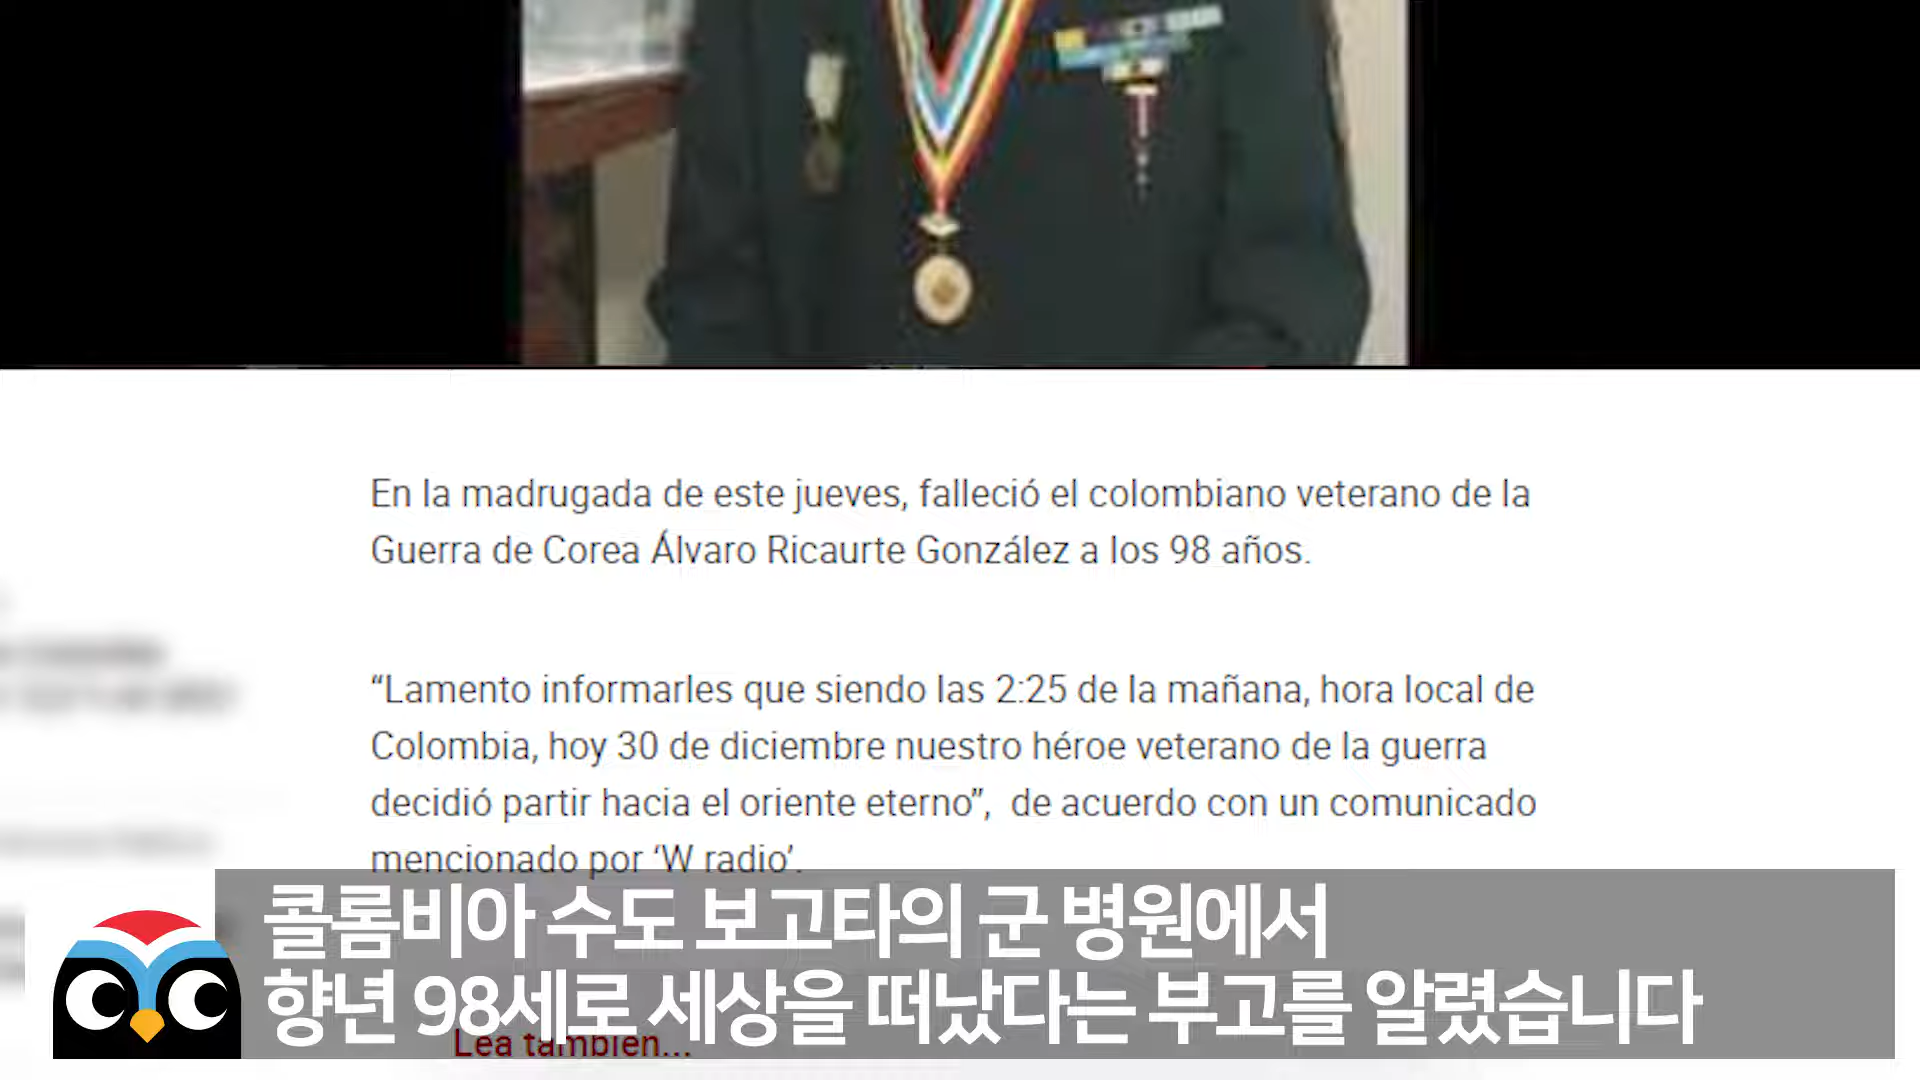 En la madrugada de este jueves, falleció el colombiano veterano de la
Guerra de Corea Álvaro Ricaurte González a los 98 años.
“Lamento informarles que siendo las 2:25 de la mañana, hora local de
Colombia, hoy 30 de diciembre nuestro héroe veterano de la guerra
decidió partir hacia el oriente eterno”, de acuerdo con un comunicado
mencionado por ‘W radio’.
콜롬비아 수도 보고타의 군 병원에서
향년 98세로 세상을 떠났다는 부고를 알렸습니다
Lea también...